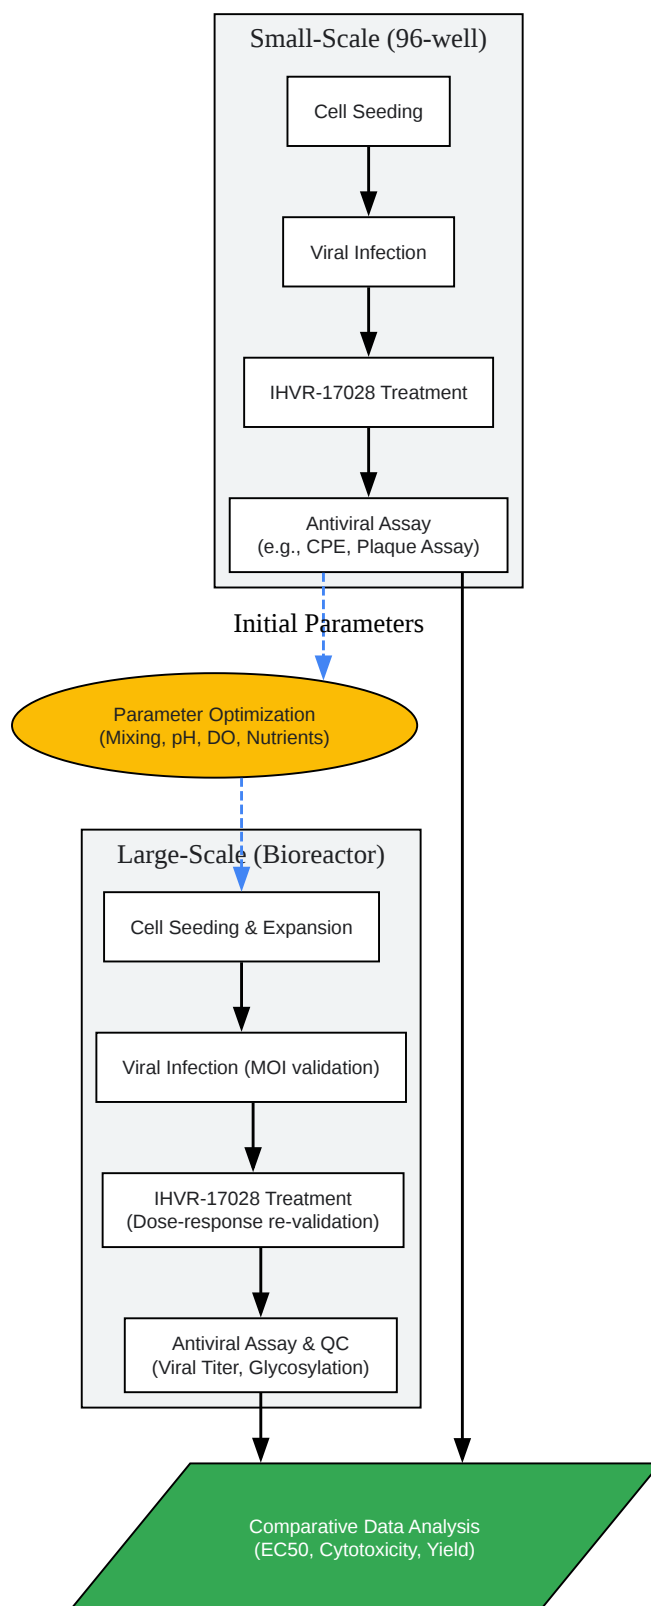 Small-Scale (96-well)
Cell Seeding
Viral Infection
IHVR-17028 Treatment
Antiviral Assay
(e.g., CPE, Plaque Assay)
Initial Parameters
Parameter Optimization
(Mixing, pH, DO, Nutrients)
Large-Scale (Bioreactor)
Cell Seeding & Expansion
Viral Infection (MOI validation)
IHVR-17028 Treatment
(Dose-response re-validation)
Antiviral Assay & QC
(Viral Titer, Glycosylation)
Comparative Data Analysis
(EC50, Cytotoxicity, Yield)